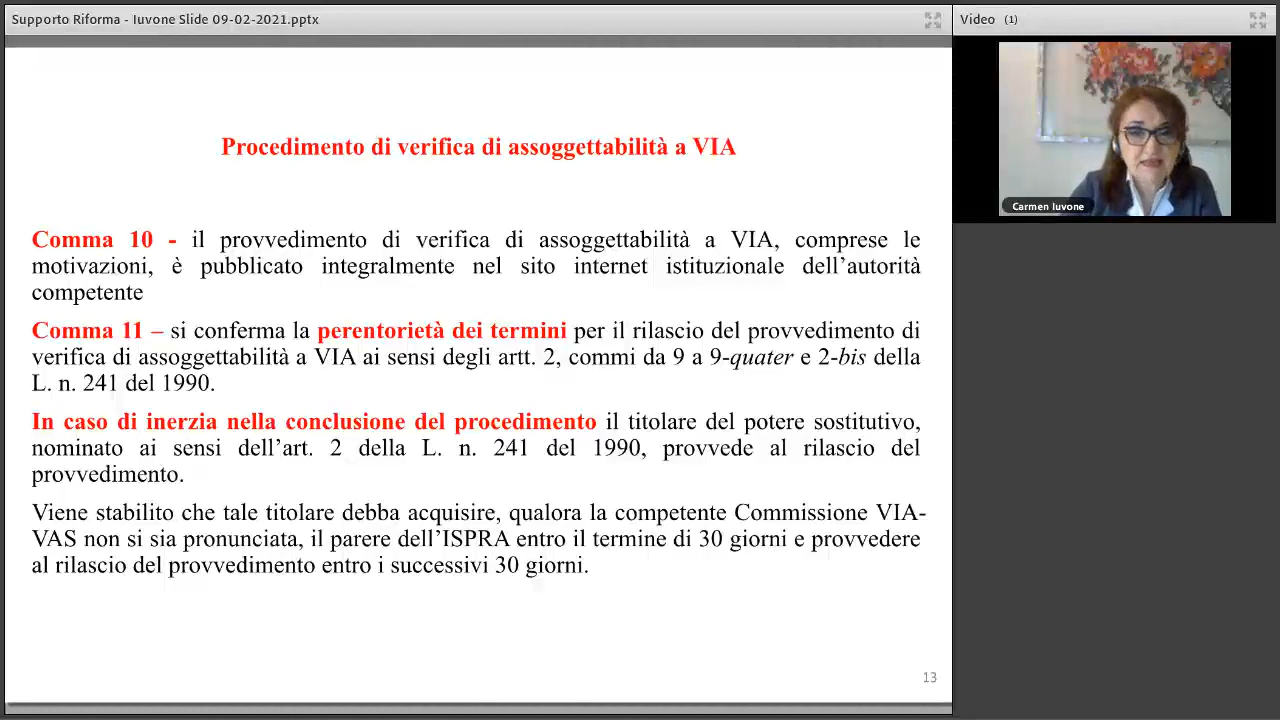 Supporto Riforma - Iuvone Slide 09-02-2021.pptx
Video (1)
Carmen Iuvone
Procedimento di verifica di assoggettabilità a VIA
Comma 10 - il provvedimento di verifica di assoggettabilità a VIA, comprese le
motivazioni, è pubblicato integralmente nel sito internet istituzionale dell’autorità
competente
Comma 11 – si conferma la perentorietà dei termini per il rilascio del provvedimento di
verifica di assoggettabilità a VIA ai sensi degli artt. 2, commi da 9 a 9-quater e 2-bis della
L. n. 241 del 1990.
In caso di inerzia nella conclusione del procedimento il titolare del potere sostitutivo,
nominato ai sensi dell’art. 2 della L. n. 241 del 1990, provvede al rilascio del
provvedimento.
Viene stabilito che tale titolare debba acquisire, qualora la competente Commissione VIA-
VAS non si sia pronunciata, il parere dell’ISPRA entro il termine di 30 giorni e provvedere
al rilascio del provvedimento entro i successivi 30 giorni.
13